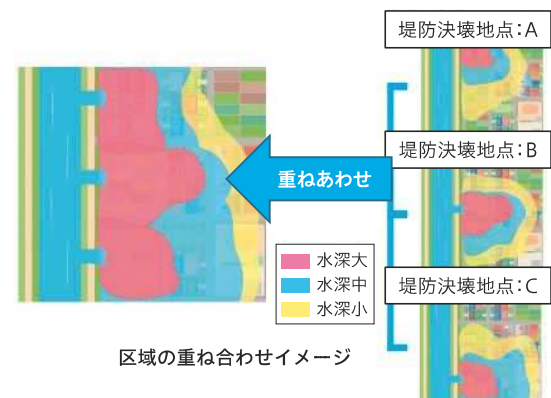 堤防決壊地点:A
堤防決壊地点:B
重ねあわせ
水深大
水深中
水深小
堤防決壊地点:C
区域の重ね合わせイメージ